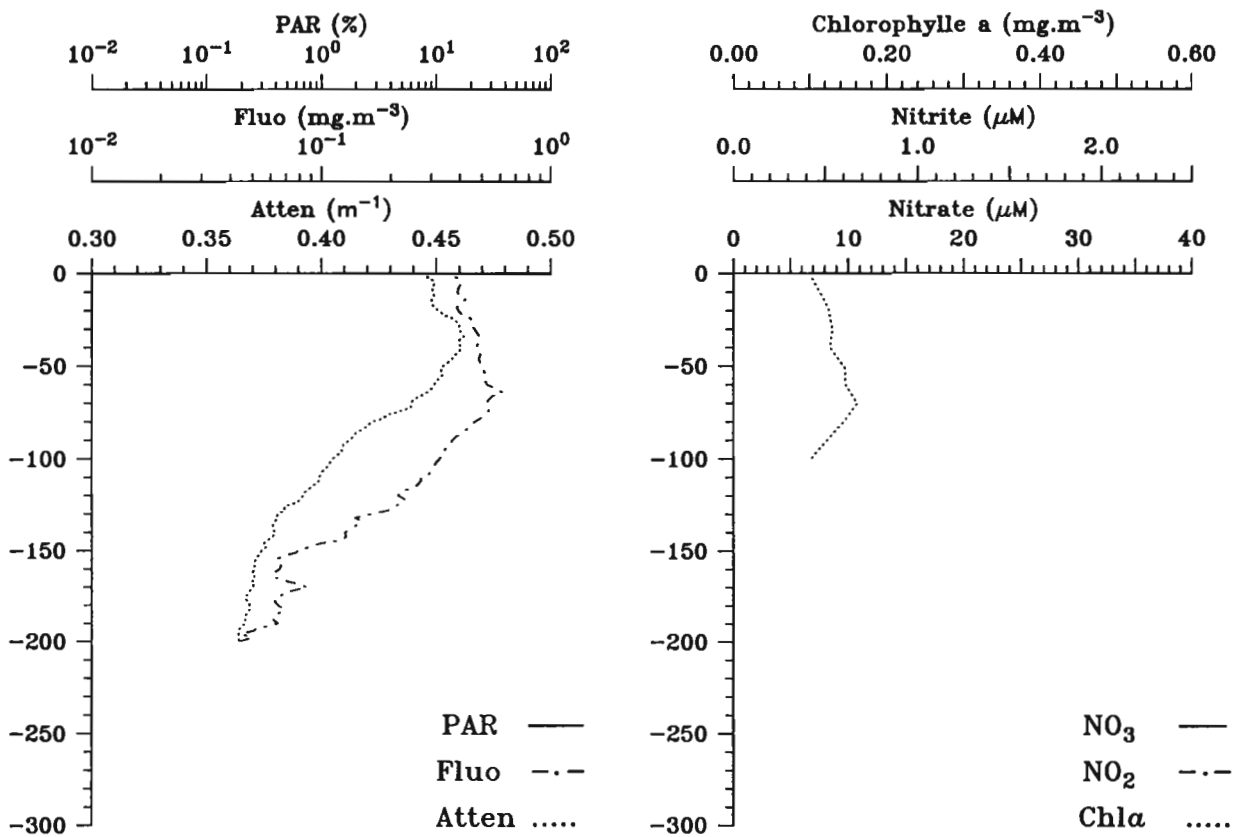 PAR (%)
10⁻² 10⁻¹ 10⁰ 10¹ 10²
Fluo (mg.m⁻³)
10⁻² 10⁻¹ 10⁰
Atten (m⁻¹)
0.30 0.35 0.40 0.45 0.50
0
-50
-100
-150
-200
-250
-300
PAR
Fluo
Atten
Chlorophylle a (mg.m⁻³)
0.00 0.20 0.40 0.60
Nitrite (μM)
0.0 1.0 2.0
Nitrate (μM)
0 10 20 30 40
0
-50
-100
-150
-200
-250
-300
NO₃
NO₂
Chla